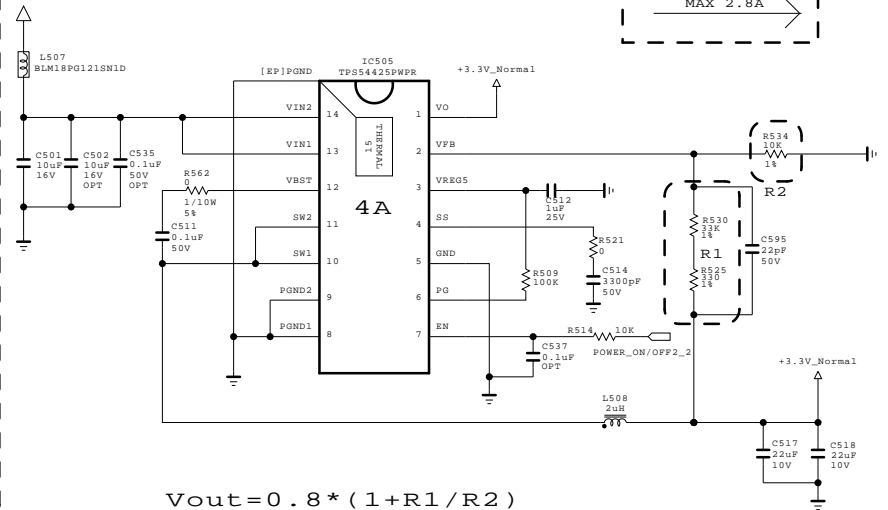 MAX 2.8A
L507
BLM18PG121SN1D
IC505
TPS54425PWPR
[EP]PGND
+3.3V_Normal
VIN2
14
1
VO
VIN1
13
2
VFB
VBST
12
3
VREG5
SW2
11
4
SS
SW1
10
5
GND
PGND2
9
6
PG
PGND1
8
7
EN
THERMAL
15
4A
C501
10uF
16V
C502
10uF
16V
OPT
C535
0.1uF
50V
OPT
R562
0
1/10W
5%
C511
0.1uF
50V
C512
1uF
25V
R521
0
C514
3300pF
50V
R509
100K
R514
10K
POWER_ON/OFF2_2
C537
0.1uF
OPT
R534
10K
1%
R2
R530
33K
1%
R1
R525
330
1%
C595
22pF
50V
L508
2uH
+3.3V_Normal
C517
22uF
10V
C518
22uF
10V
Vout=0.8*(1+R1/R2)